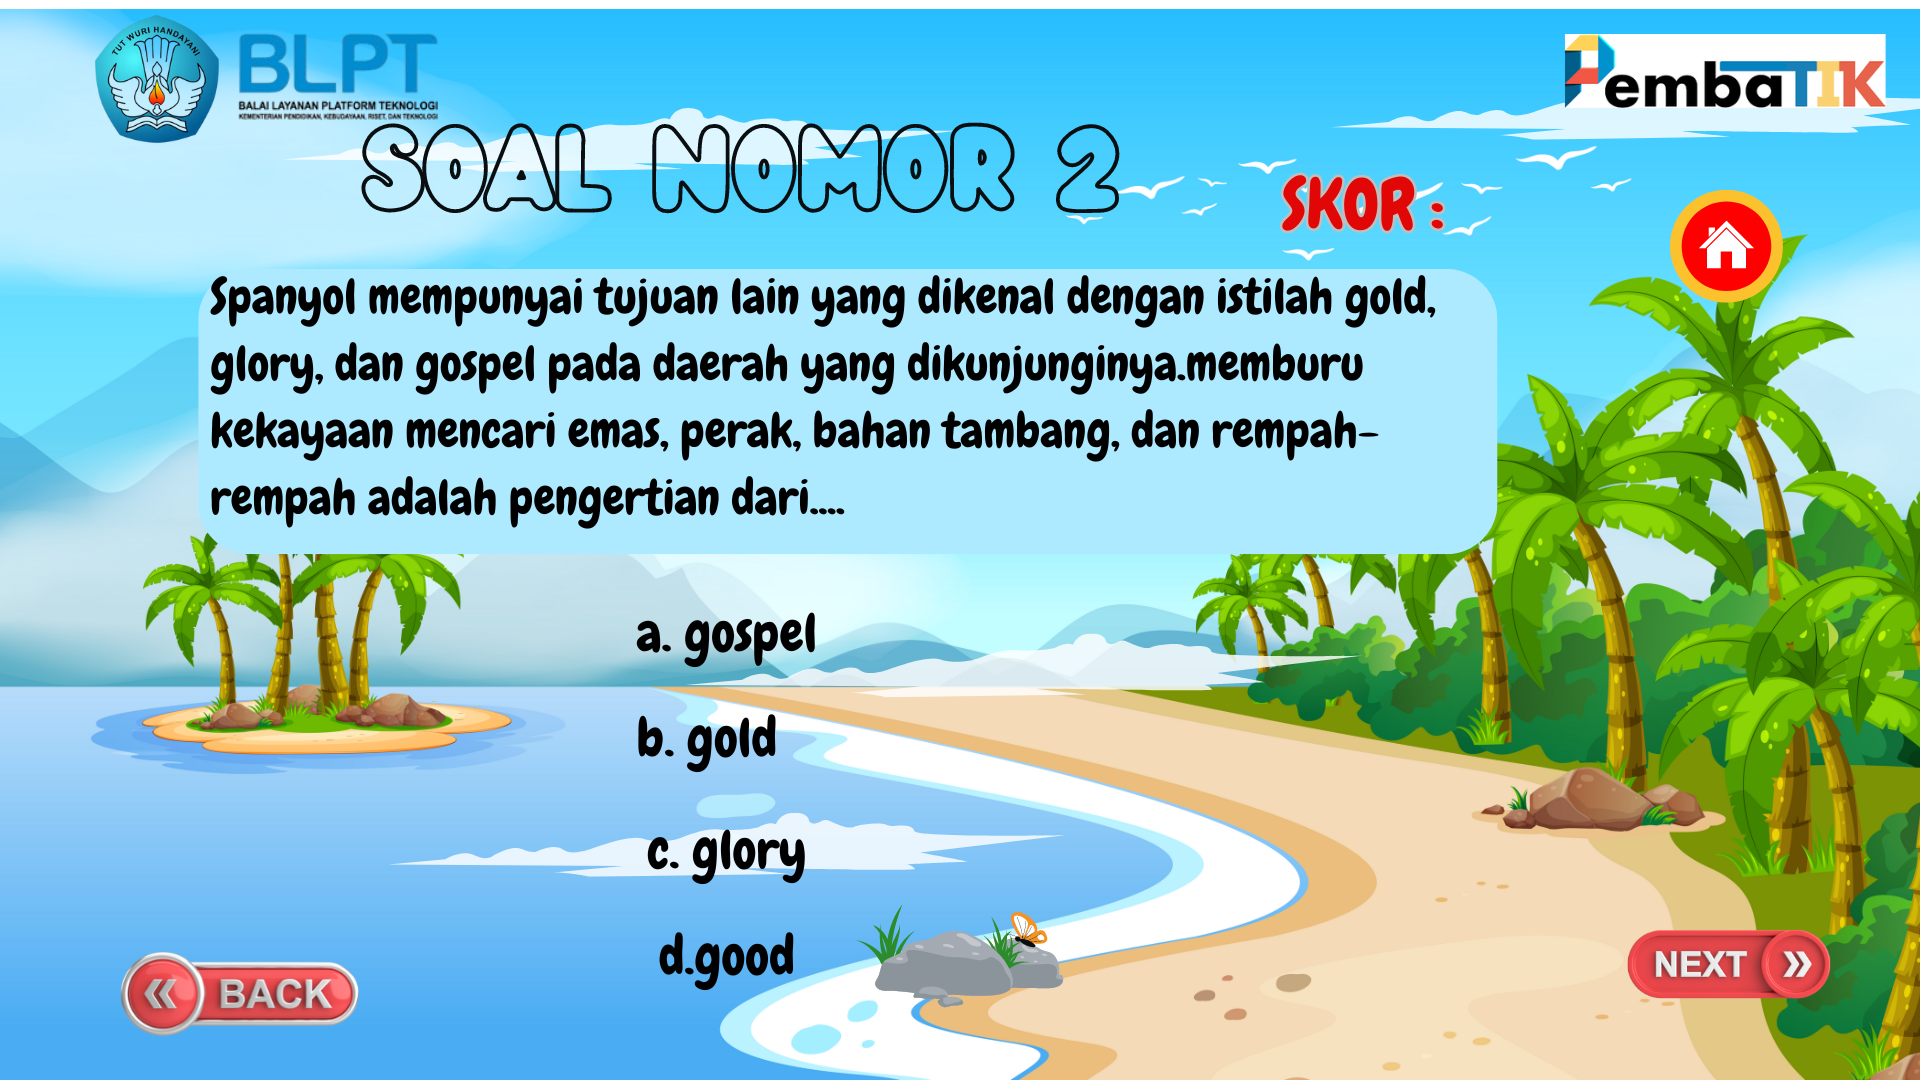 TUT WURI HANDAYANI
BLPT
BALAI LAYANAN PLATFORM TEKNOLOGI
KEMENTERIAN PENDIDIKAN, KEBUDAYAAN, RISET, DAN TEKNOLOGI
PembaTIK
SOAL NOMOR 2
SKOR :
Spanyol mempunyai tujuan lain yang dikenal dengan istilah gold,
glory, dan gospel pada daerah yang dikunjunginya.memburu
kekayaan mencari emas, perak, bahan tambang, dan rempah-
rempah adalah pengertian dari....
a. gospel
b. gold
c. glory
d.good
BACK
NEXT